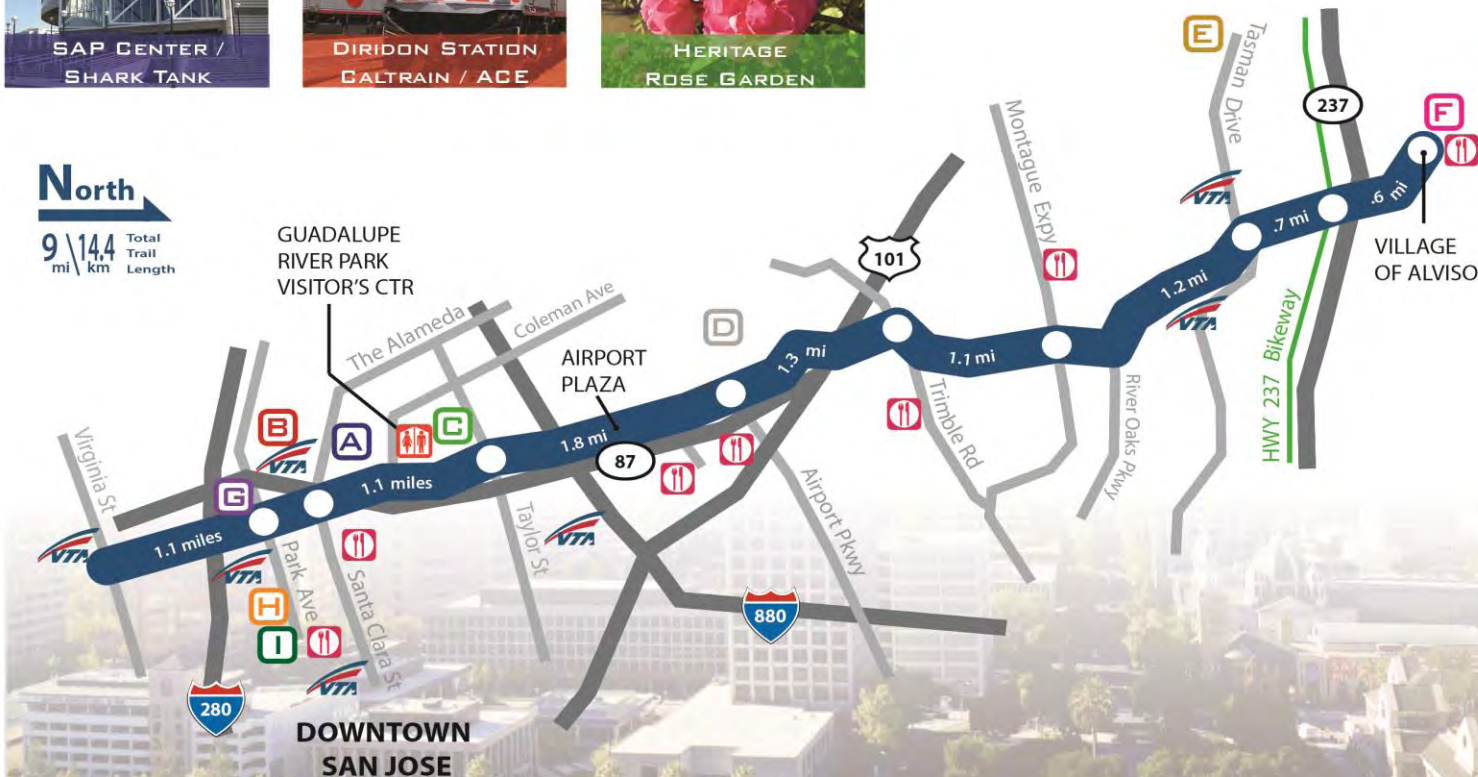 SAP CENTER /
SHARK TANK
DIRIDON STATION
CALTRAIN / ACE
HERITAGE
ROSE GARDEN
North
9 mi \ 14.4 km Total Trail Length
GUADALUPE
RIVER PARK
VISITOR'S CTR
The Alameda
Coleman Ave
AIRPORT
PLAZA
D
101
Montague Expy
E
Tasman Drive
237
F
VTA
VILLAGE
OF ALVISO
HWY 237 Bikeway
Virginia St
B
VTA
A
C
G
VTA
1.1 miles
1.1 miles
1.8 mi
87
1.3 mi
1.1 mi
1.2 mi
.7 mi
.6 mi
VTA
VTA
Park Ave
Santa Clara St
Taylor St
VTA
Airport Pkwy
Trimble Rd
River Oaks Pkwy
H
I
VTA
280
880
DOWNTOWN
SAN JOSE